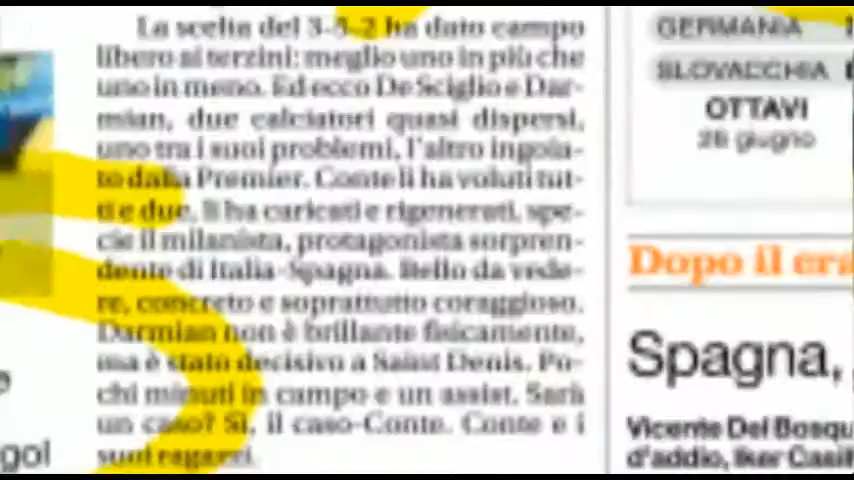 La scelta del 3-5-2 ha dato campo
libero ai terzini: meglio uno in più che
uno in meno. Ed ecco De Sciglio e Dar-
mian, due calciatori quasi dispersi,
uno tra i suoi problemi, l'altro ingoia-
to dalla Premier. Conte li ha voluti tut-
ti e due, li ha caricati e rigenerati, spe-
cie il milanista, protagonista sorpren-
dente di Italia-Spagna. Bello da vede-
re, concreto e soprattutto coraggioso.
Darmian non è brillante fisicamente,
ma è stato decisivo a Saint Denis. Po-
chi minuti in campo e un assist. Sarà
un caso? Sì, il caso-Conte. Conte e i
suoi ragazzi.
gol
GERMANIA
SLOVACCHIA
OTTAVI
26 giugno
Dopo il
Spagna,
Vicente Del
d'addio, Iker